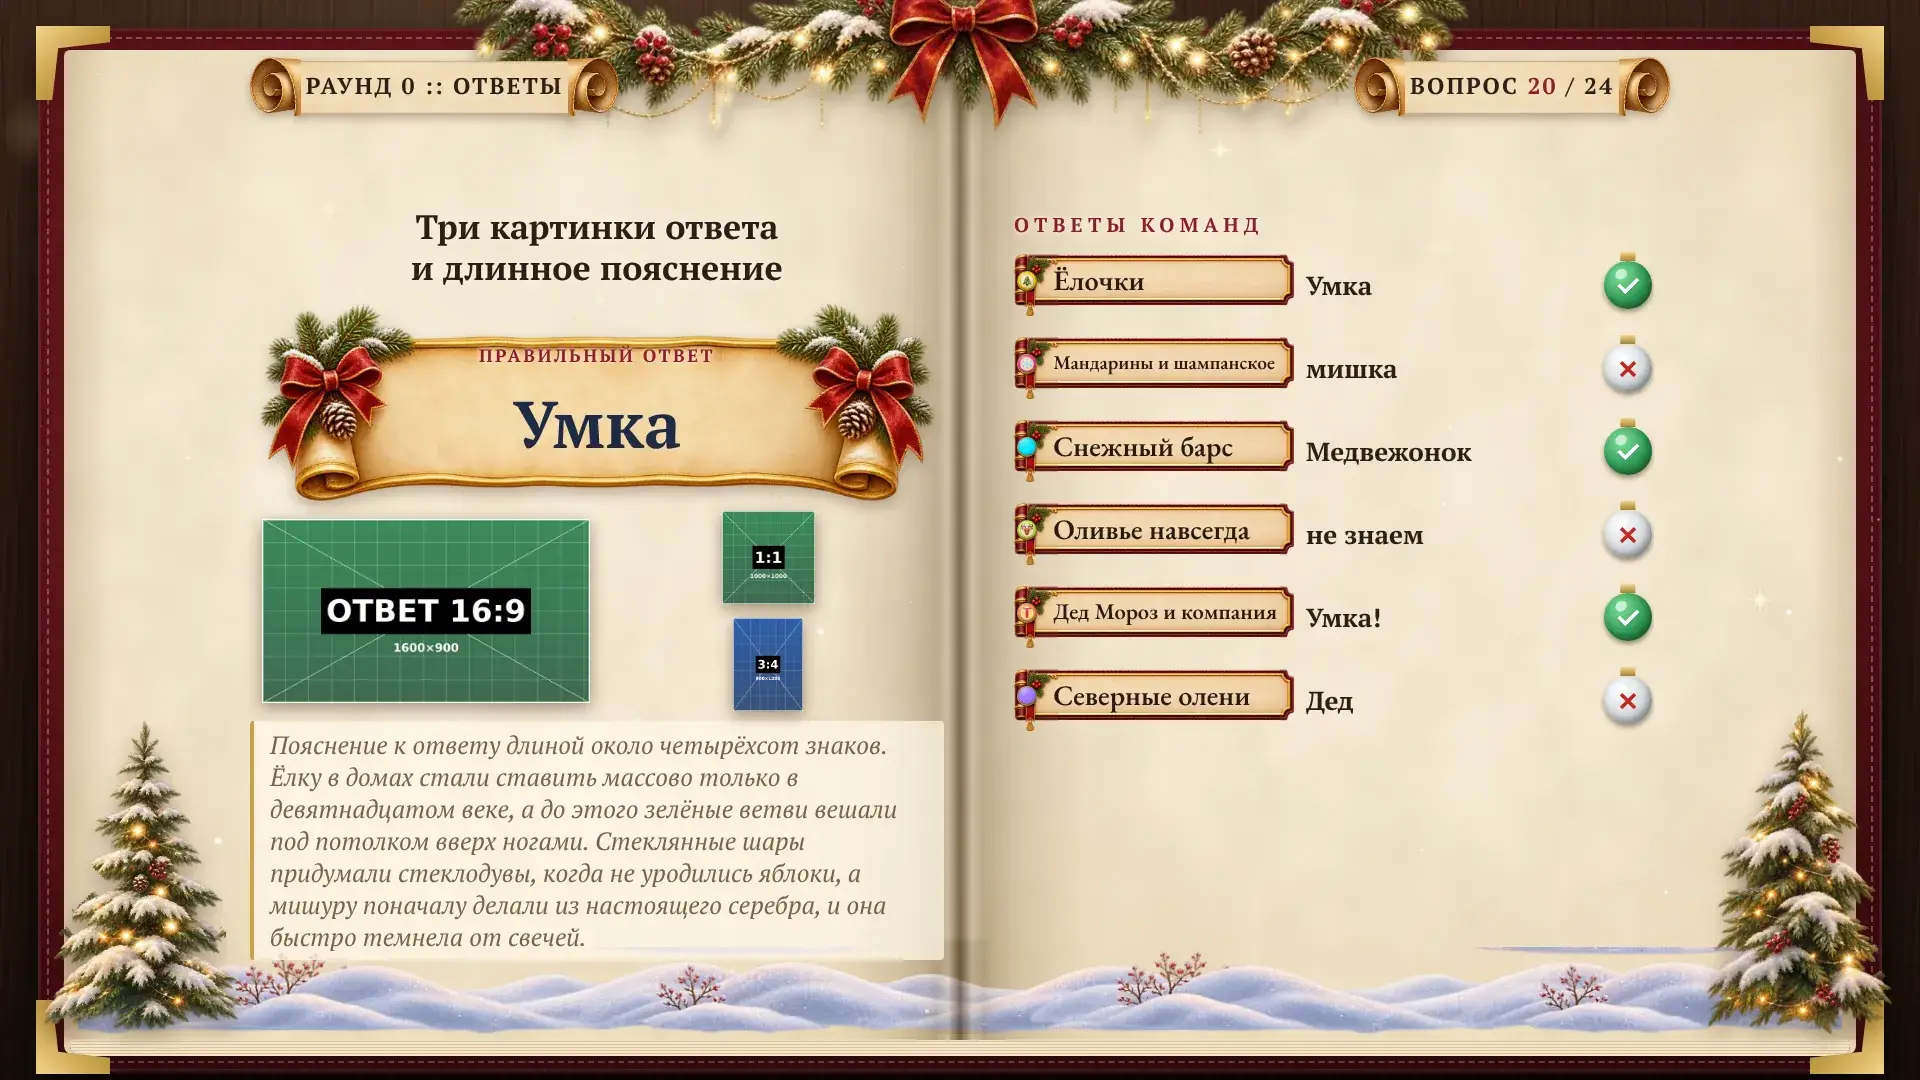 РАУНД 0 :: ОТВЕТЫ
ВОПРОС 20 / 24
Три картинки ответа
и длинное пояснение
ПРАВИЛЬНЫЙ ОТВЕТ
Умка
ОТВЕТ 16:9
1600×900
1:1
1000×1000
3:4
900×1200
Пояснение к ответу длиной около четырёхсот знаков.
Ёлку в домах стали ставить массово только в
девятнадцатом веке, а до этого зелёные ветви вешали
под потолком вверх ногами. Стеклянные шары
придумали стеклодувы, когда не уродились яблоки, а
мишуру поначалу делали из настоящего серебра, и она
быстро темнела от свечей.
ОТВЕТЫ КОМАНД
Ёлочки Умка
Мандарины и шампанское мишка
Снежный барс Медвежонок
Оливье навсегда не знаем
Дед Мороз и компания Умка!
Северные олени Дед